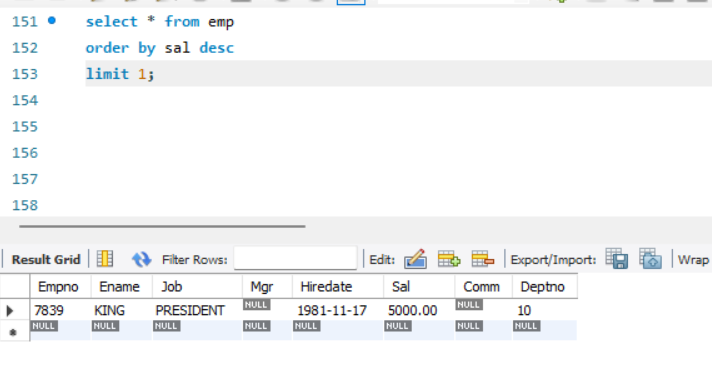 151 select * from emp
152 order by sal desc
153 limit 1;
154
155
156
157
158
Result Grid Filter Rows: Edit: Export/Import: Wrap
Empno Ename Job Mgr Hiredate Sal Comm Deptno
7839 KING PRESIDENT NULL 1981-11-17 5000.00 NULL 10
NULL NULL NULL NULL NULL NULL NULL NULL